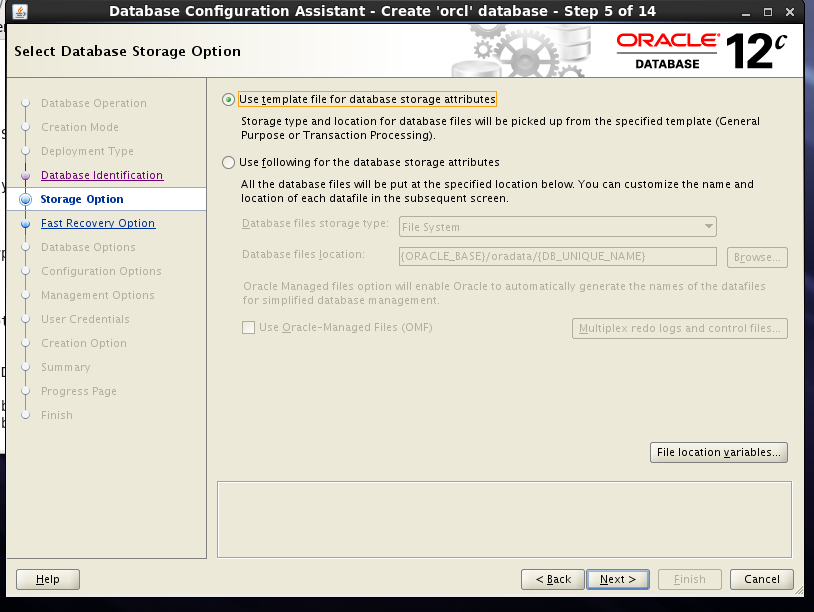 Database Configuration Assistant - Create 'orcl' database - Step 5 of 14
Select Database Storage Option
ORACLE
DATABASE
12c
Database Operation
Creation Mode
Deployment Type
Database Identification
Storage Option
Fast Recovery Option
Database Options
Configuration Options
Management Options
User Credentials
Creation Option
Summary
Progress Page
Finish
Use template file for database storage attributes
Storage type and location for database files will be picked up from the specified template (General
Purpose or Transaction Processing).
Use following for the database storage attributes
All the database files will be put at the specified location below. You can customize the name and
location of each datafile in the subsequent screen.
Database files storage type:
File System
Database files location:
{ORACLE_BASE}/oradata/{DB_UNIQUE_NAME}
Browse...
Oracle Managed files option will enable Oracle to automatically generate the names of the datafiles
for simplified database management.
Use Oracle-Managed Files (OMF)
Multiplex redo logs and control files...
File location variables...
Help
< Back
Next >
Finish
Cancel